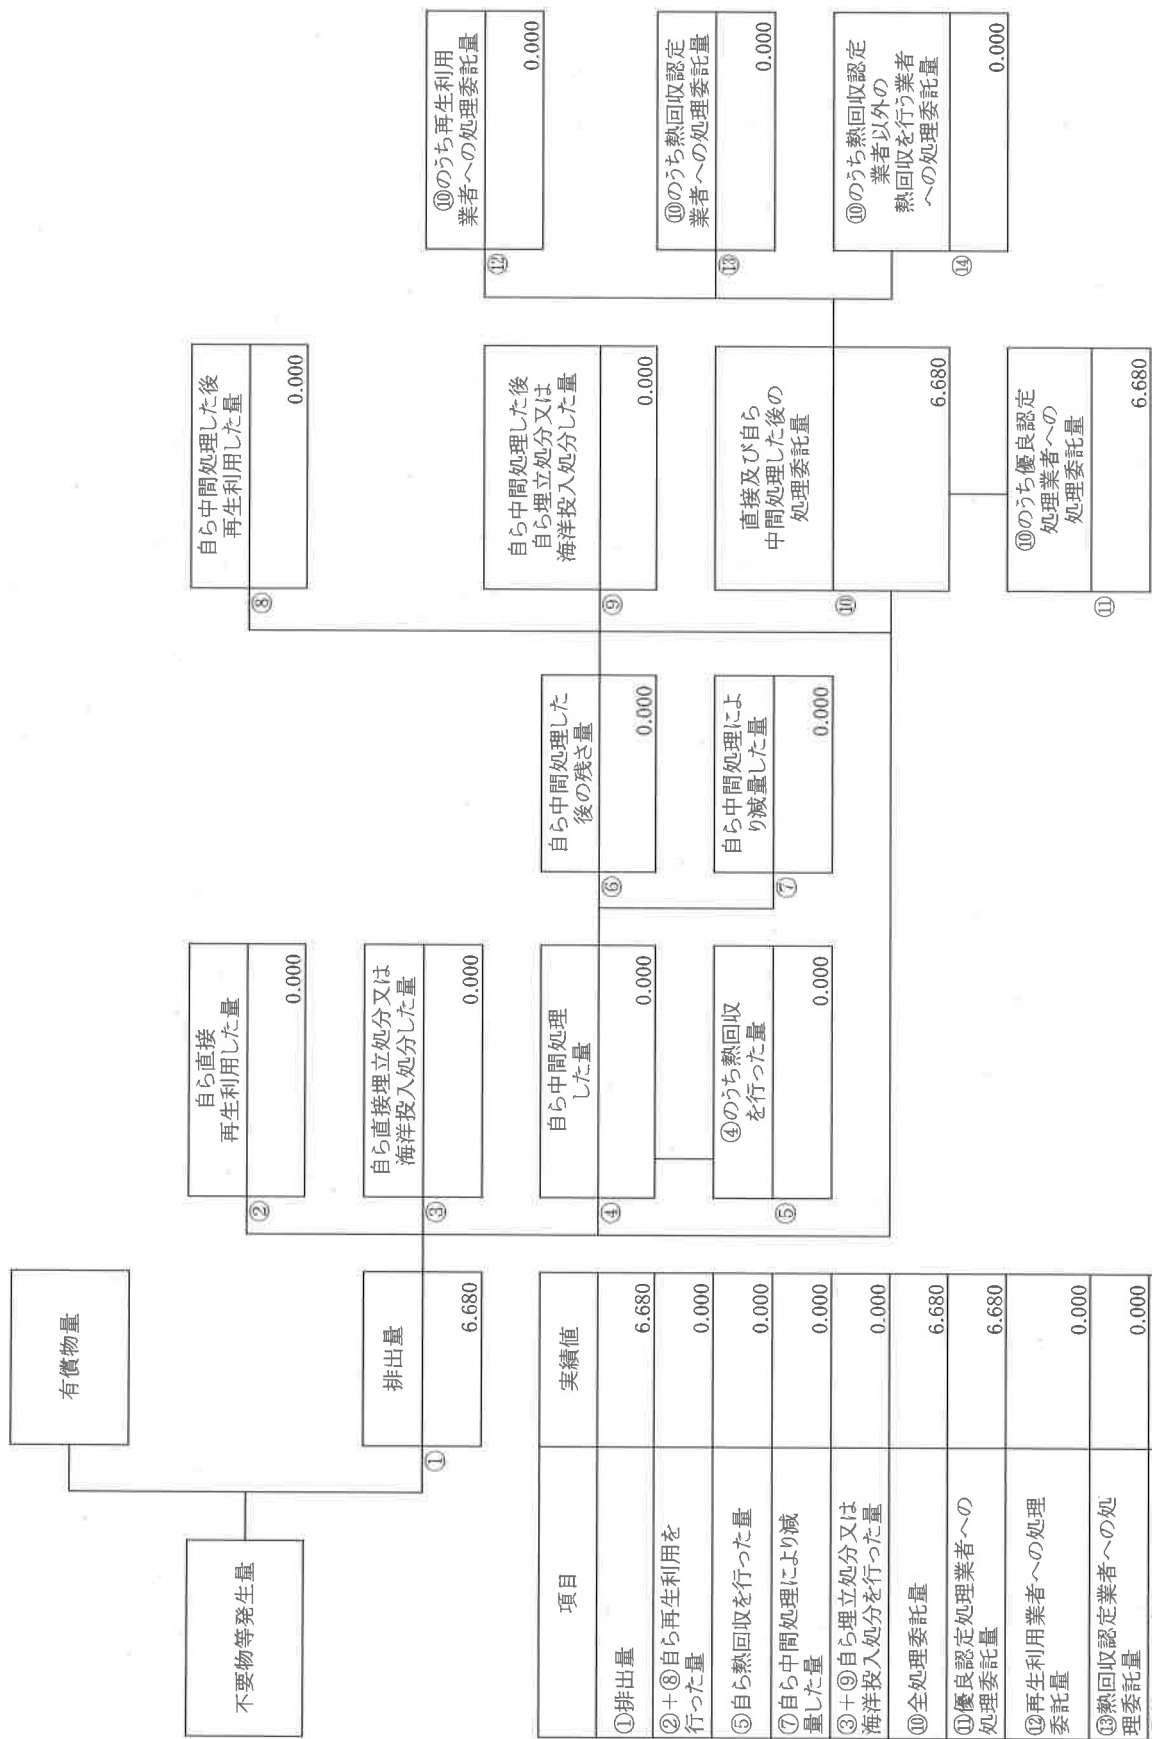 有償物量
不要物等発生量
排出量
①
6.680
自ら直接
再生利用した量
②
0.000
自ら直接埋立処分又は
海洋投入処分した量
③
0.000
自ら中間処理
した量
④
0.000
④のうち熱回収
を行った量
⑤
0.000
自ら中間処理した
後の残さ量
⑥
0.000
自ら中間処理によ
り減量した量
⑦
0.000
自ら中間処理した後
再生利用した量
⑧
0.000
自ら中間処理した後
自ら埋立処分又は
海洋投入処分した量
⑨
0.000
直接及び自ら
中間処理した後の
処理委託量
⑩
6.680
⑩のうち優良認定
処理業者への
処理委託量
⑪
6.680
⑩のうち再生利用
業者への処理委託量
⑫
0.000
⑩のうち熱回収認定
業者への処理委託量
⑬
0.000
⑩のうち熱回収認定
業者以外の
熱回収を行う業者
への処理委託量
⑭
0.000
項目 実績値
①排出量 6.680
②+⑧自ら再生利用を
行った量 0.000
⑤自ら熱回収を行った量 0.000
⑦自ら中間処理により減
量した量 0.000
③+⑨自ら埋立処分又は
海洋投入処分を行った量 0.000
⑩全処理委託量 6.680
⑪優良認定処理業者への
処理委託量 6.680
⑫再生利用業者への処理
委託量 0.000
⑬熱回収認定業者への処
理委託量 0.000